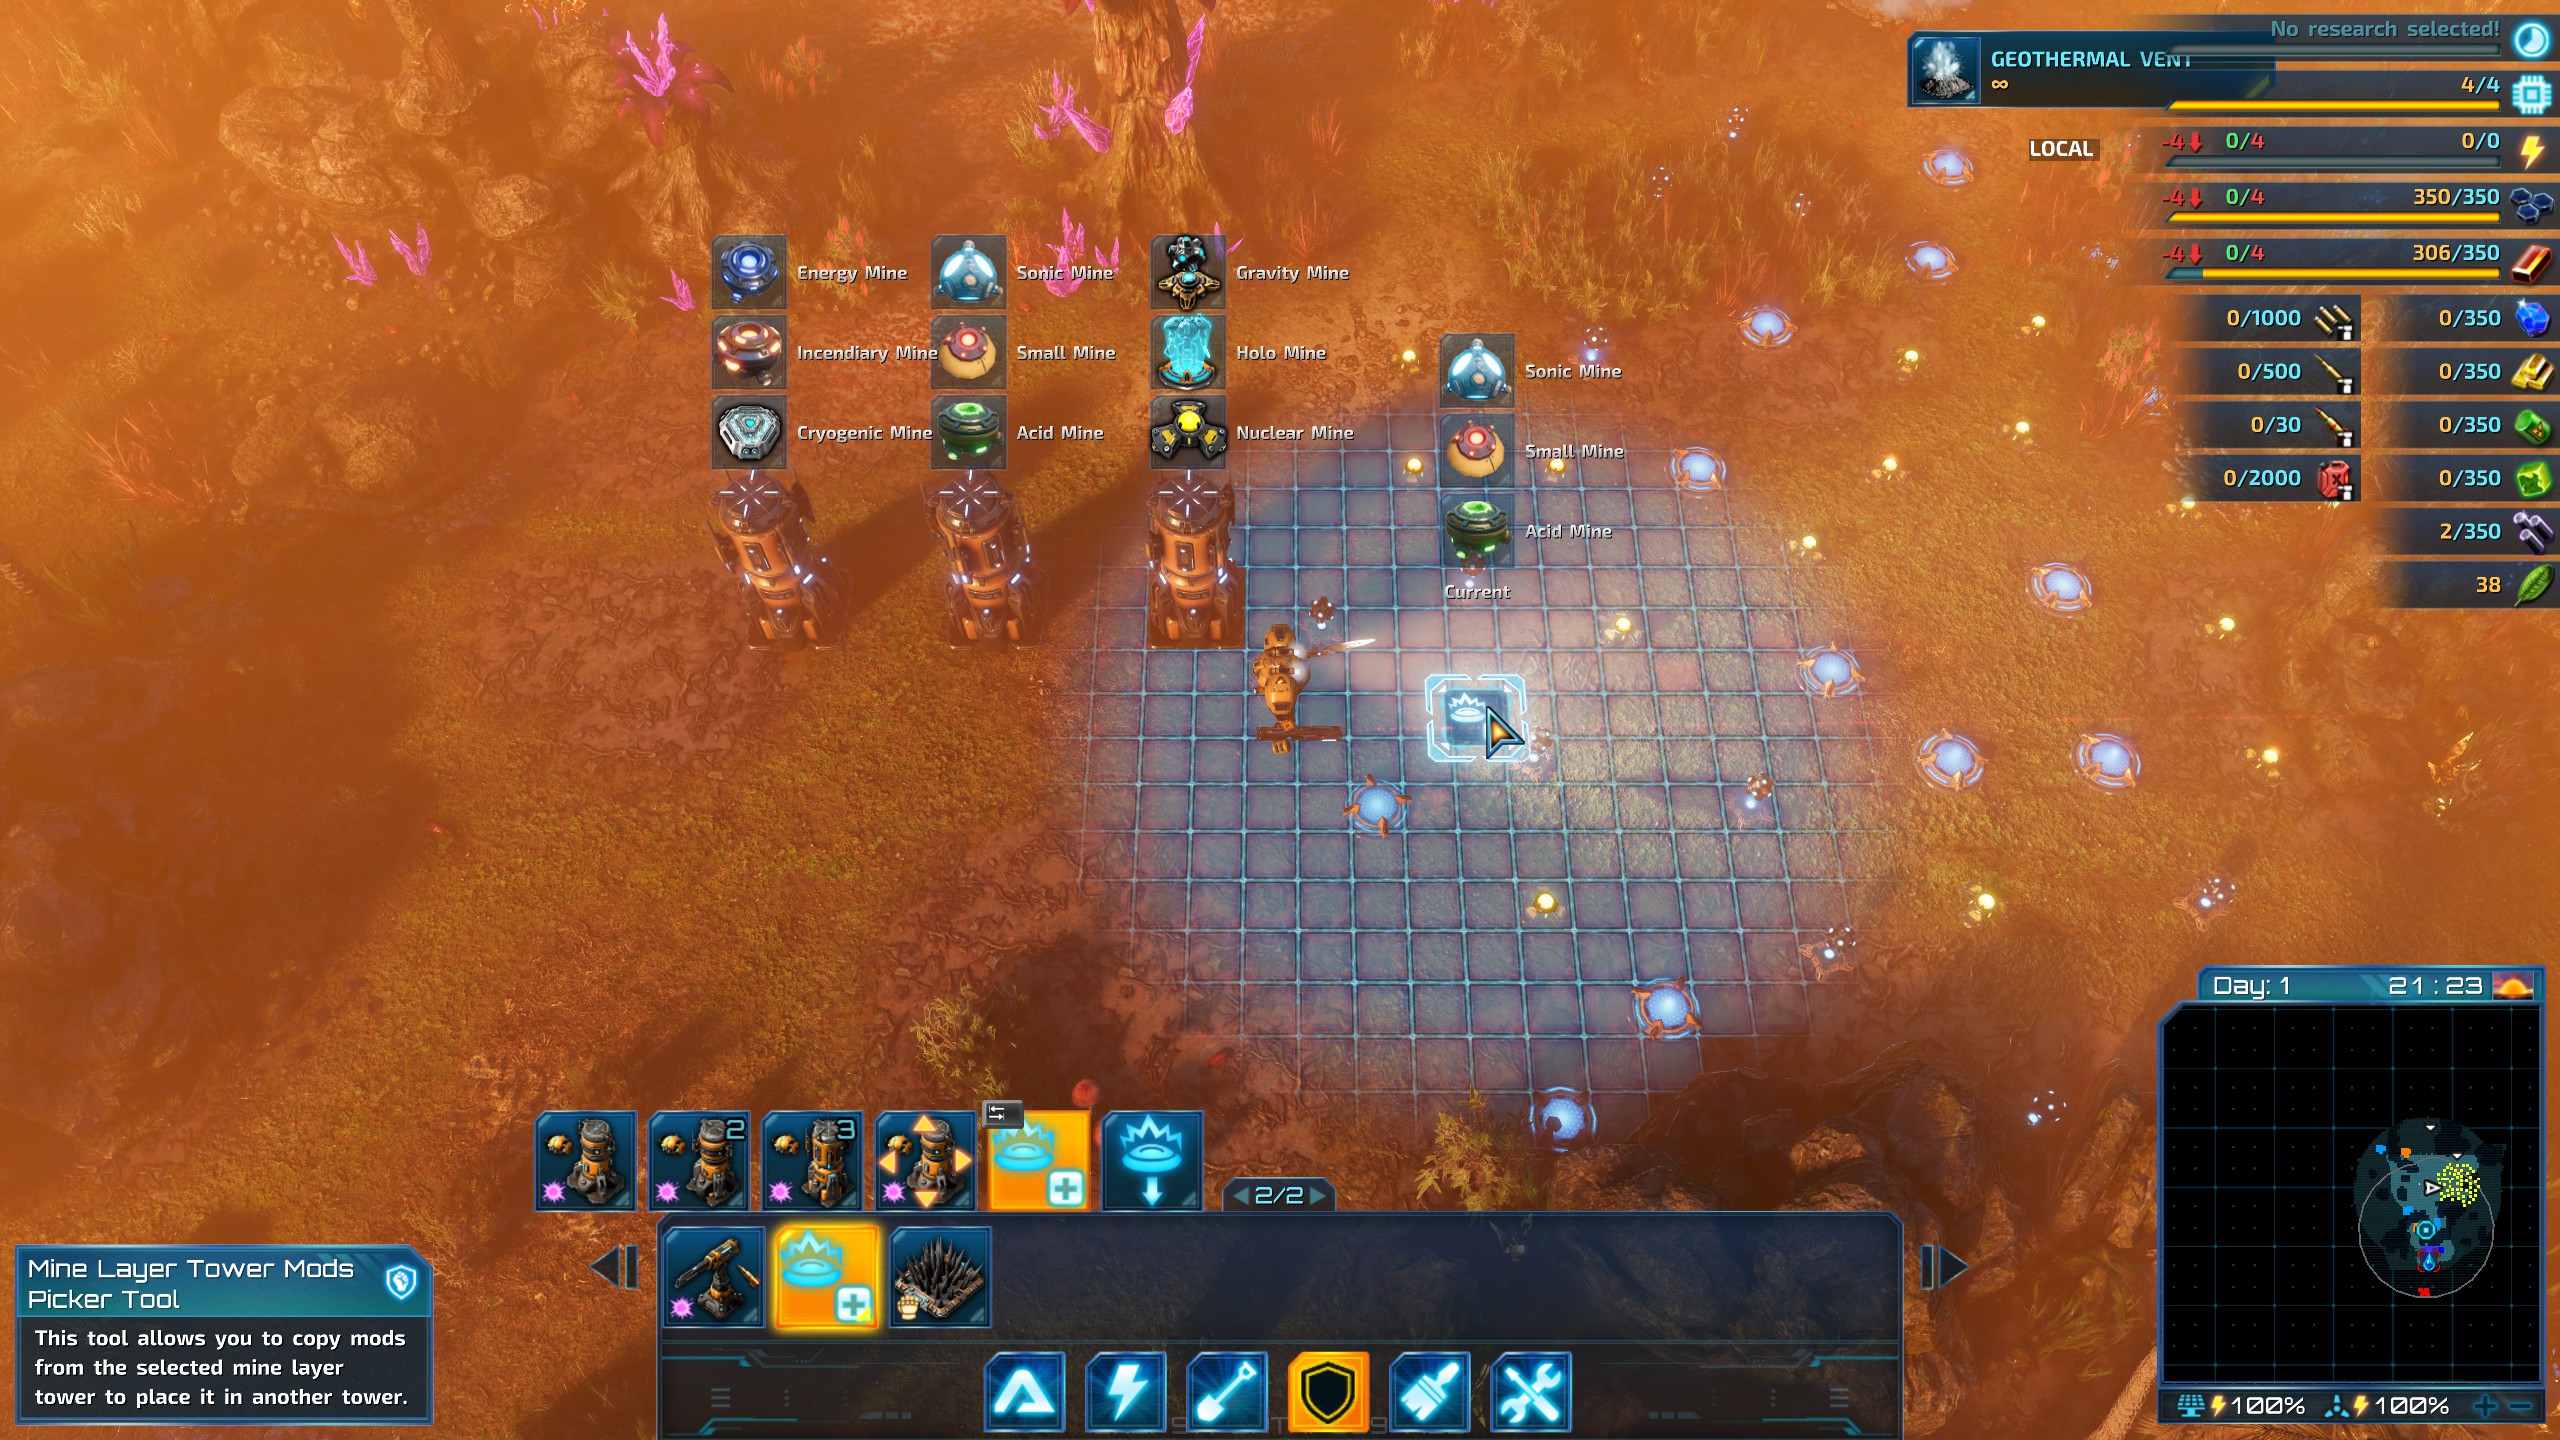 No research selected!
GEOTHERMAL VENT
∞
4/4
LOCAL
-4 0/4 0/0
-4 0/4 350/350
-4 0/4 306/350
0/1000 0/350
0/500 0/350
0/30 0/350
0/2000 0/350
2/350
38
Energy Mine
Sonic Mine
Gravity Mine
Incendiary Mine
Small Mine
Holo Mine
Cryogenic Mine
Acid Mine
Nuclear Mine
Sonic Mine
Small Mine
Acid Mine
Current
Day: 1 21:23
2
3
2/2
Mine Layer Tower Mods
Picker Tool
This tool allows you to copy mods
from the selected mine layer
tower to place it in another tower.
100% 100%